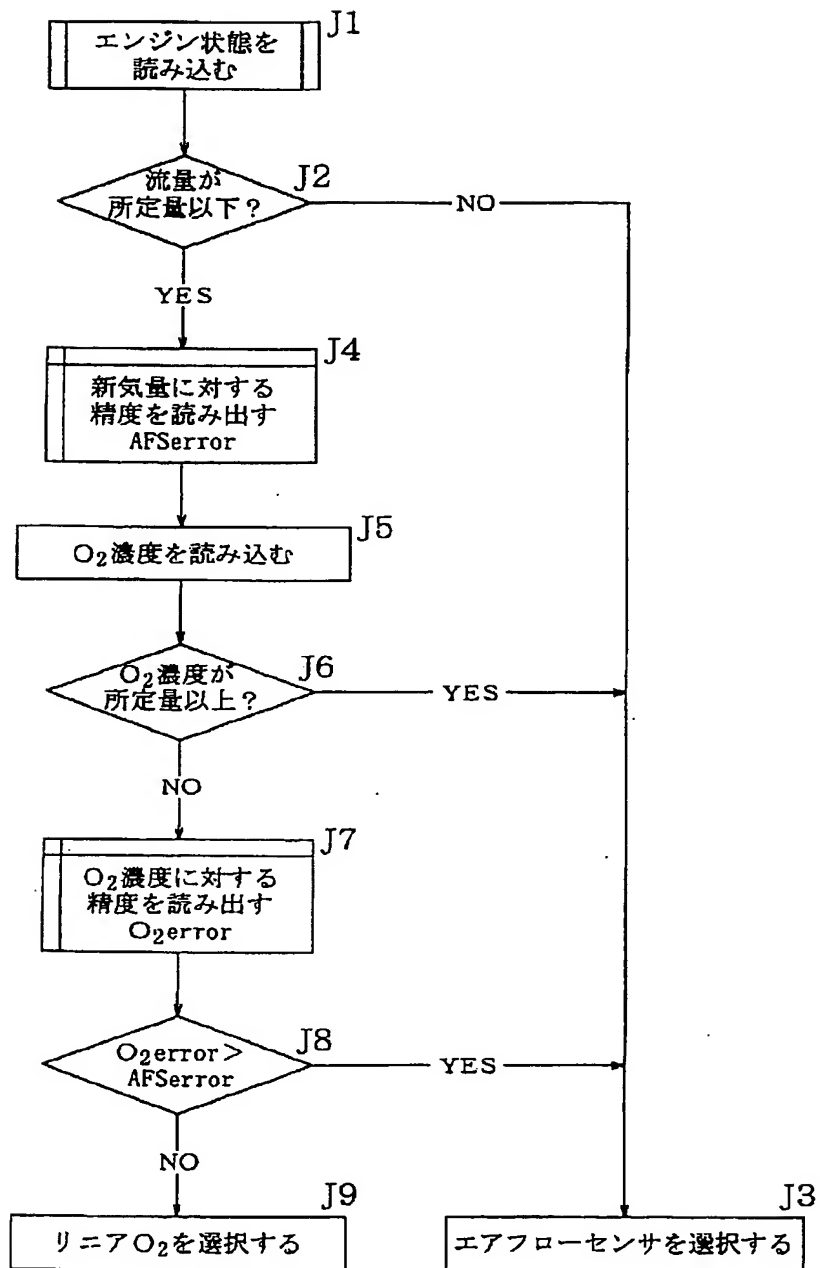 J1
エンジン状態を
読み込む
J2
流量が
所定量以下?
NO
YES
J4
新気量に対する
精度を読み出す
AFSerror
J5
O₂濃度を読み込む
J6
O₂濃度が
所定量以上?
YES
NO
J7
O₂濃度に対する
精度を読み出す
O₂error
J8
O₂error>
AFSerror
YES
NO
J9
リニアO₂を選択する
J3
エアフローセンサを選択する